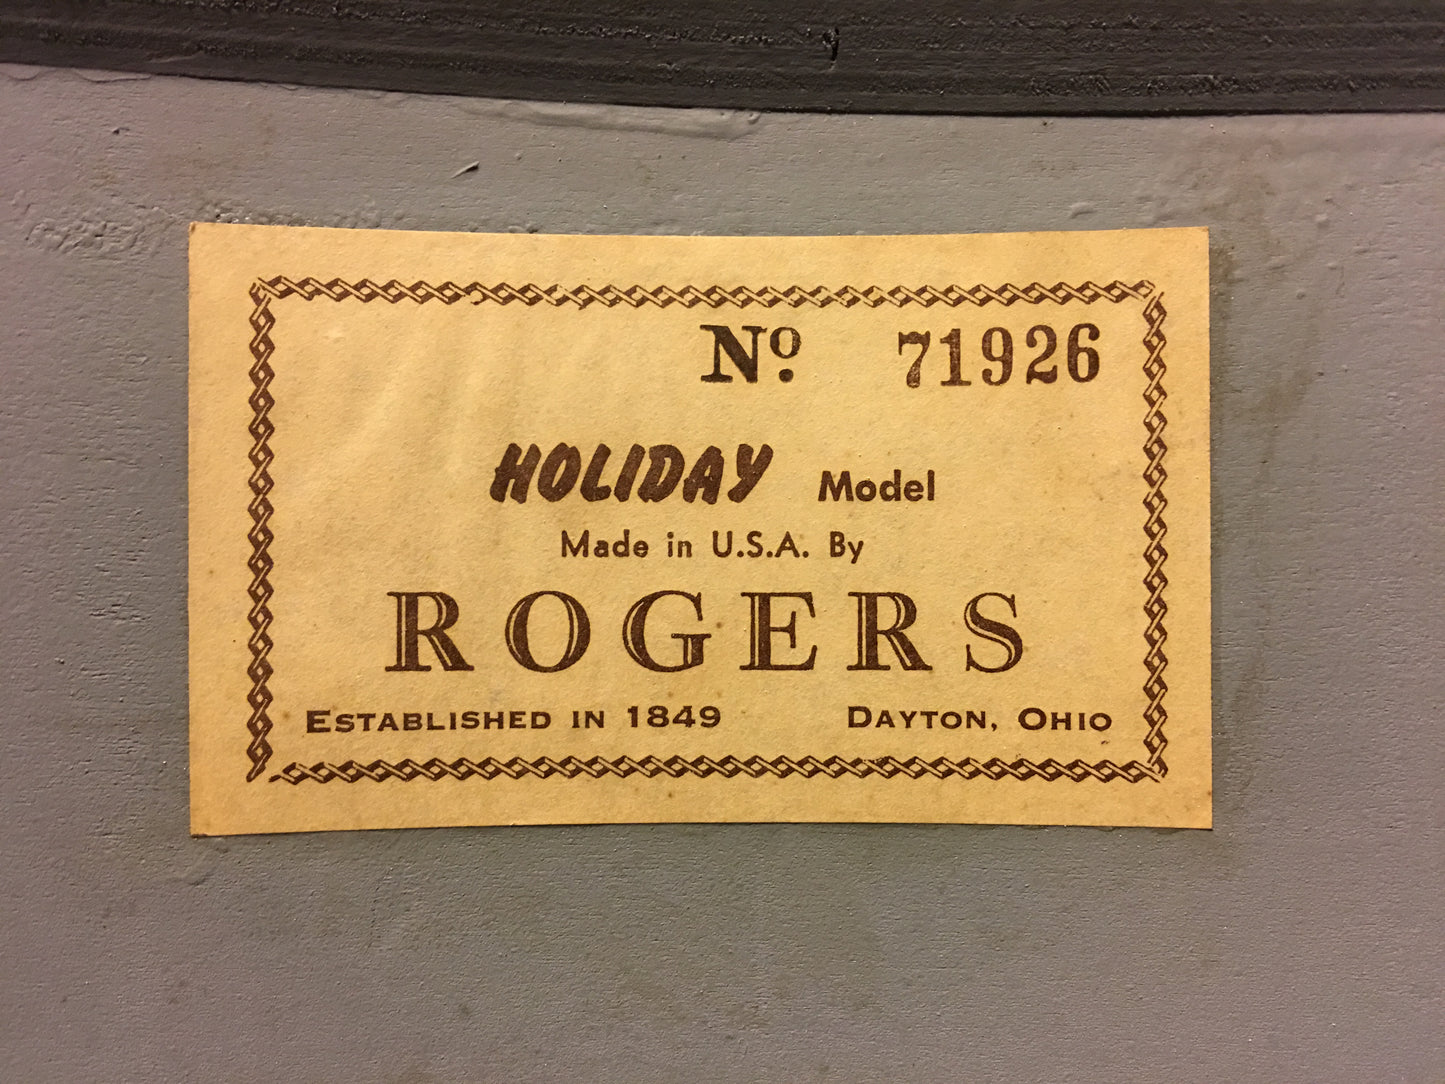 Nº 71926
HOLIDAY Model
Made in U.S.A. By
ROGERS
ESTABLISHED IN 1849 DAYTON, OHIO